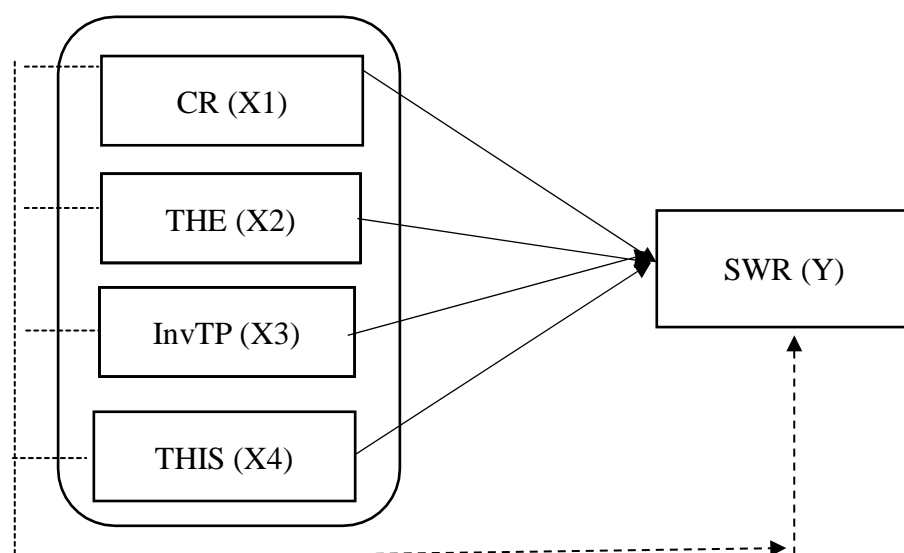 CR (X1)
THE (X2)
SWR (Y)
InvTP (X3)
THIS (X4)